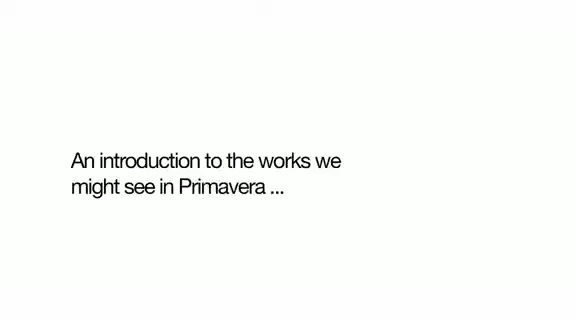 An introduction to the works we
might see in Primavera ...